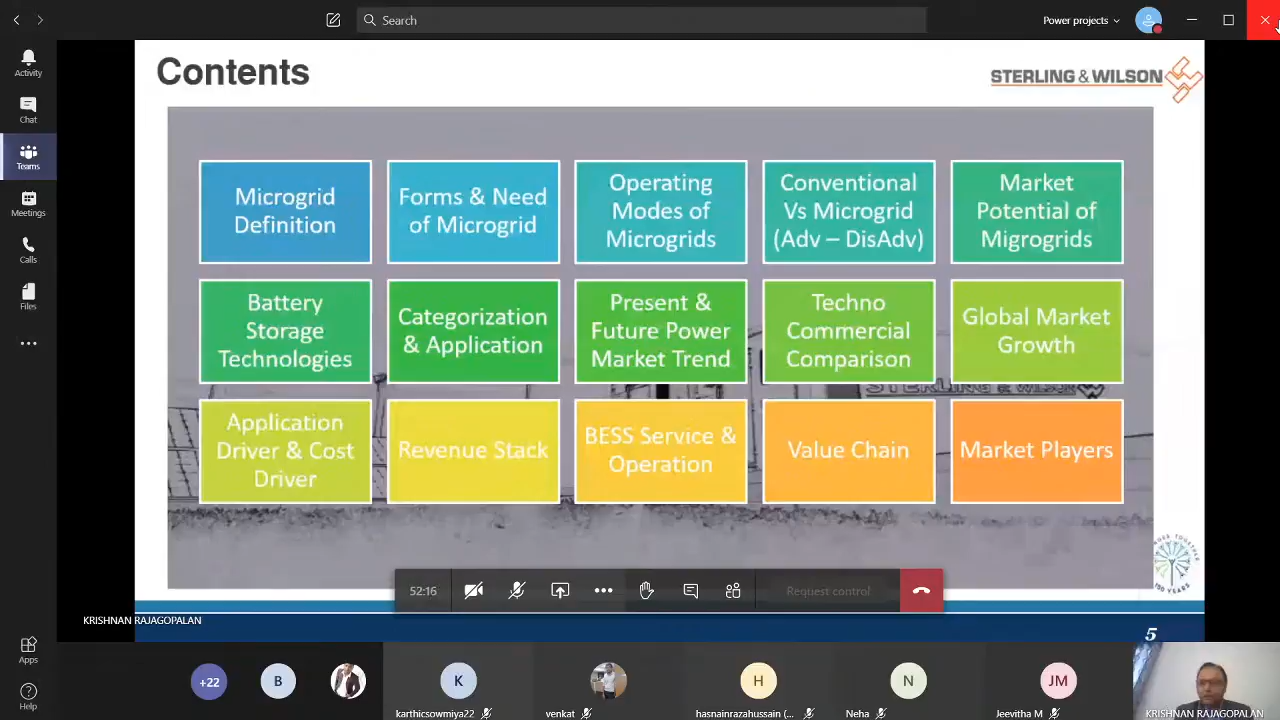 Search
Power projects
Activity
Chat
Teams
Meetings
Calls
Files
Apps
Help
Contents
STERLING & WILSON
Microgrid
Definition
Forms & Need
of Microgrid
Operating
Modes of
Microgrids
Conventional
Vs Microgrid
(Adv – DisAdv)
Market
Potential of
Migrogrids
Battery
Storage
Technologies
Categorization
& Application
Present &
Future Power
Market Trend
Techno
Commercial
Comparison
Global Market
Growth
STERLING & WILSON
Application
Driver & Cost
Driver
Revenue Stack
BESS Service &
Operation
Value Chain
Market Players
YEARS
52:16
Request control
KRISHNAN RAJAGOPALAN
5
+22
B
K
H
N
JM
karthicsowmiya22
venkat
hasnainrazahussain (...
Neha
Jeevitha M
KRISHNAN RAJAGOPALAN